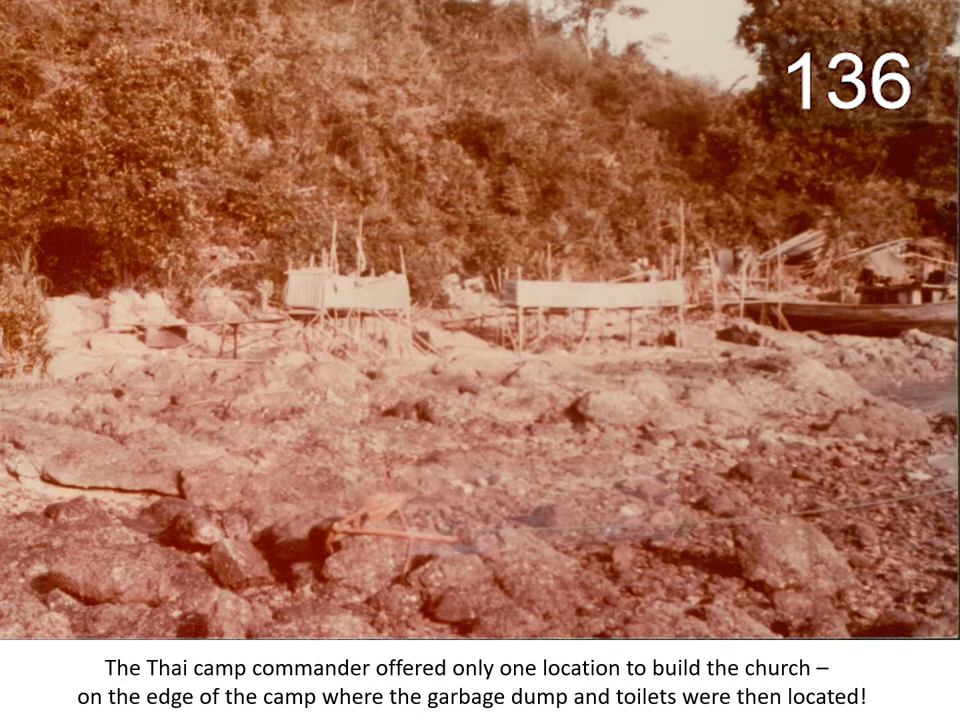 136
The Thai camp commander offered only one location to build the church –
on the edge of the camp where the garbage dump and toilets were then located!